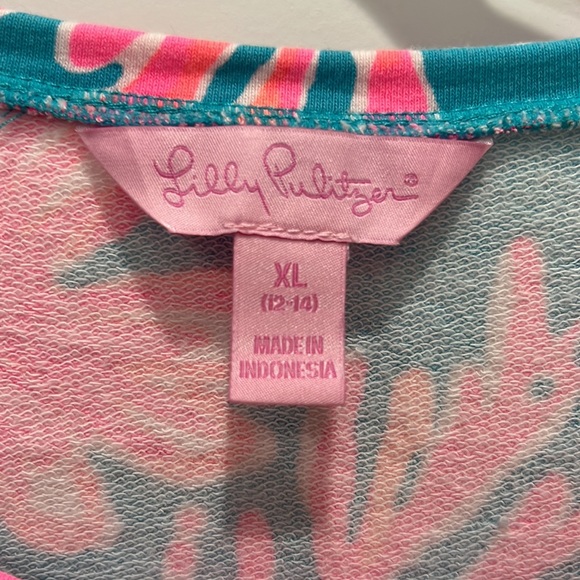 Lilly Pulitzer®
XL
(12-14)
MADE IN
INDONESIA